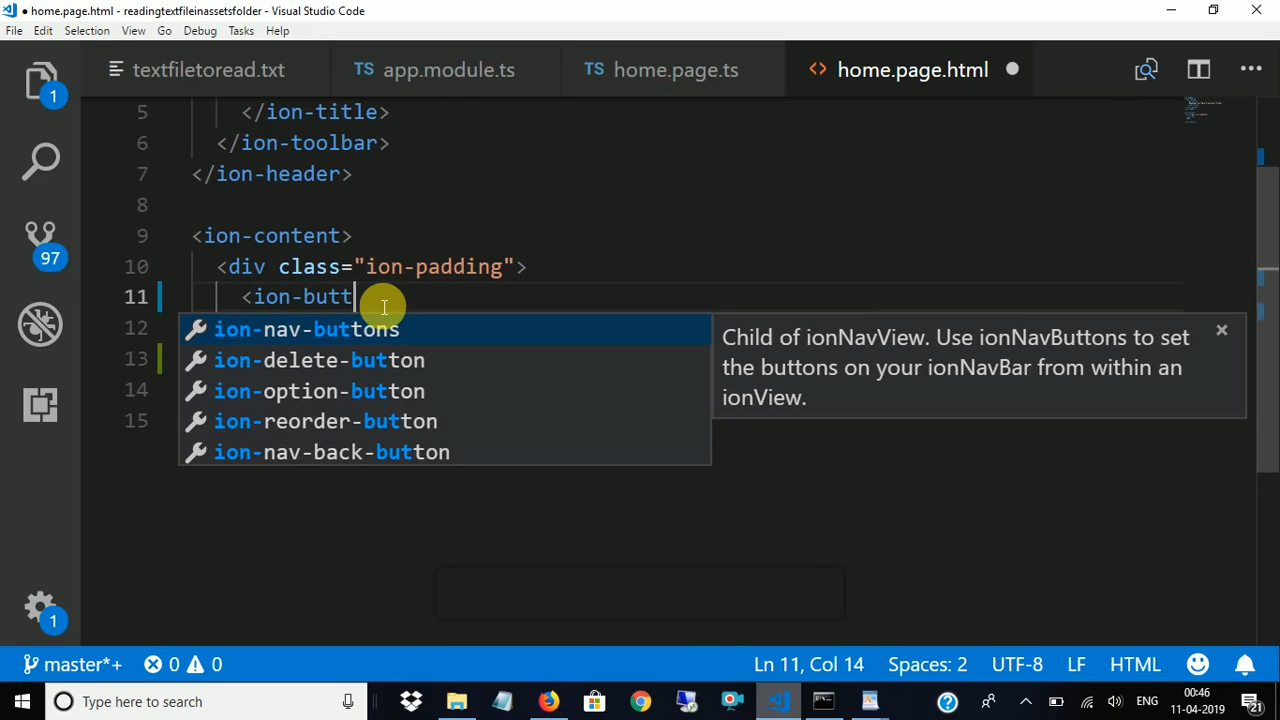 ● home.page.html - readingtextfileinassetsfolder - Visual Studio Code
File Edit Selection View Go Debug Tasks Help
textfiletoread.txt TS app.module.ts TS home.page.ts <> home.page.html ●
5 </ion-title>
6 </ion-toolbar>
7 </ion-header>
8
9 <ion-content>
10 <div class="ion-padding">
11 <ion-butt
12 ion-nav-buttons
13 ion-delete-button
14 ion-option-button
15 ion-reorder-button
ion-nav-back-button
Child of ionNavView. Use ionNavButtons to set
the buttons on your ionNavBar from within an
ionView.
1
97
1
master*+ 0 0 Ln 11, Col 14 Spaces: 2 UTF-8 LF HTML
Type here to search ENG 00:46
11-04-2019 21